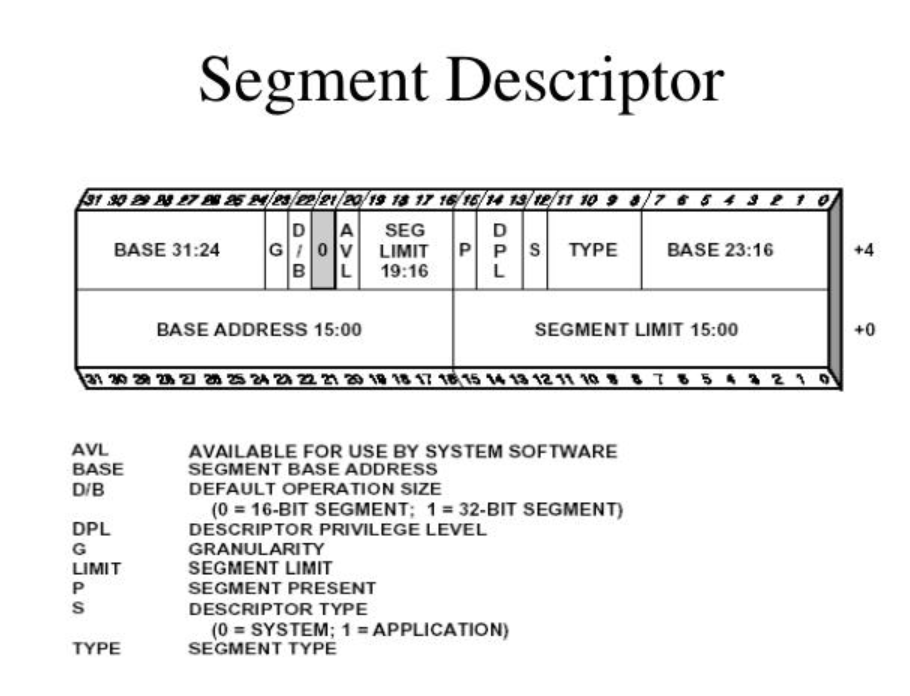 Segment Descriptor
31 30 29 28 27 26 25 24 23 22 21 20 19 18 17 16 15 14 13 12 11 10 9 8 7 6 5 4 3 2 1 0
BASE 31:24 G D/B 0 AVL SEG LIMIT 19:16 P DPL S TYPE BASE 23:16 +4
BASE ADDRESS 15:00 SEGMENT LIMIT 15:00 +0
31 30 29 28 27 26 25 24 23 22 21 20 19 18 17 16 15 14 13 12 11 10 9 8 7 6 5 4 3 2 1 0
AVL AVAILABLE FOR USE BY SYSTEM SOFTWARE
BASE SEGMENT BASE ADDRESS
D/B DEFAULT OPERATION SIZE
(0 = 16-BIT SEGMENT; 1 = 32-BIT SEGMENT)
DPL DESCRIPTOR PRIVILEGE LEVEL
G GRANULARITY
LIMIT SEGMENT LIMIT
P SEGMENT PRESENT
S DESCRIPTOR TYPE
(0 = SYSTEM; 1 = APPLICATION)
TYPE SEGMENT TYPE